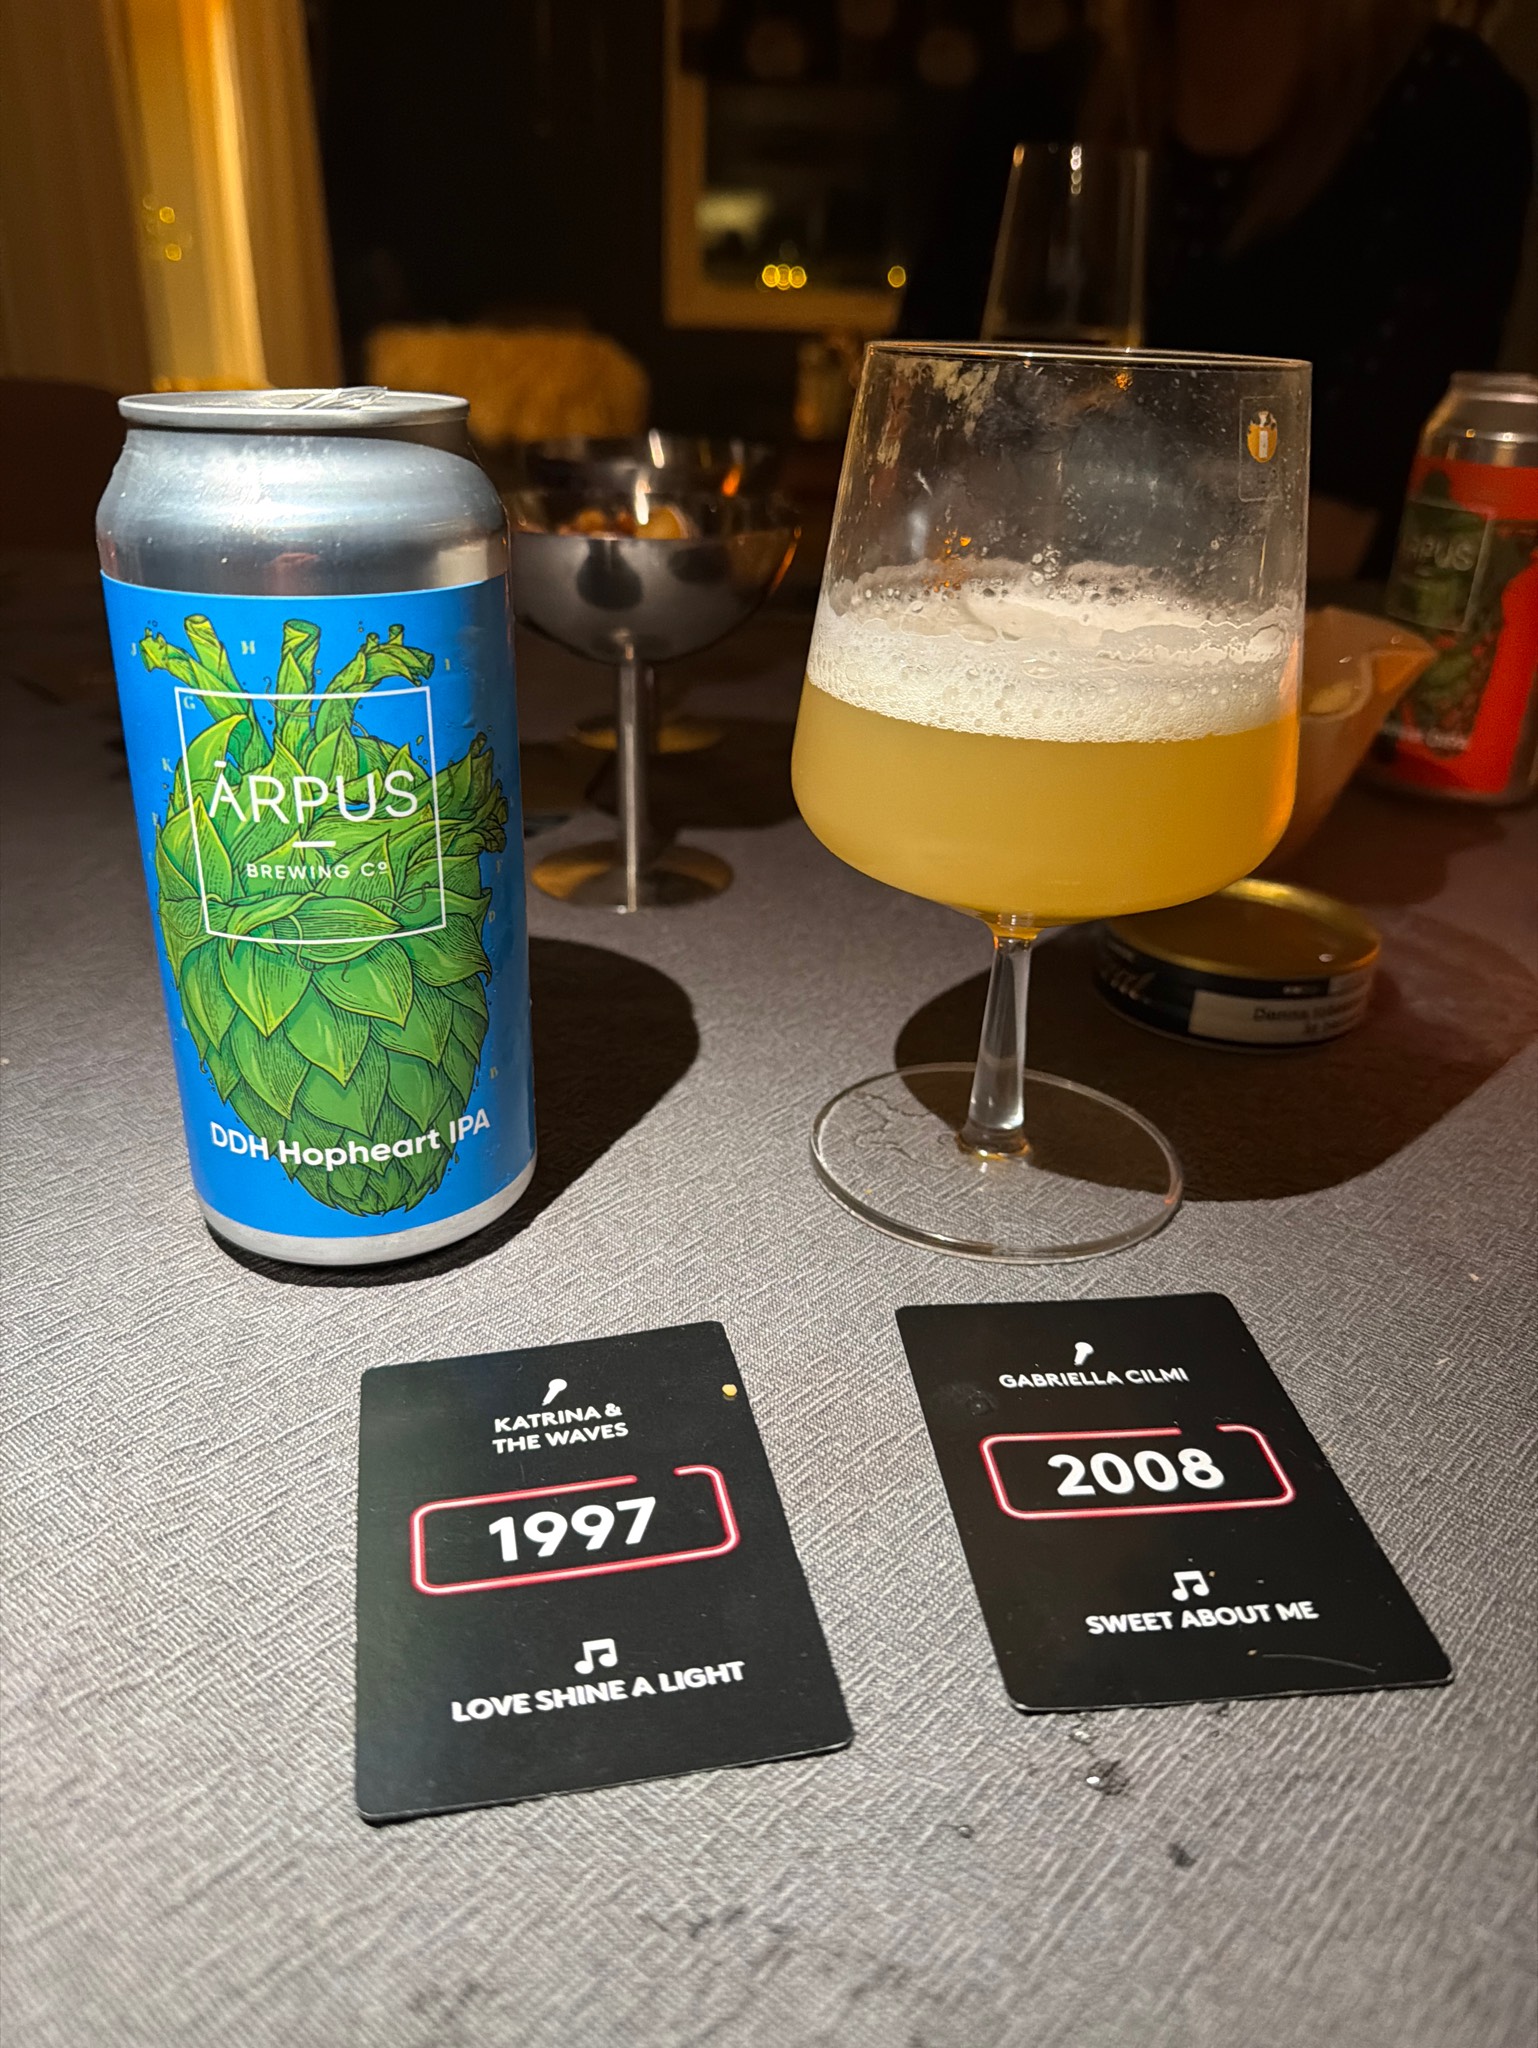 ĀRPUS
BREWING Cº
DDH Hopheart IPA
ĀRPUS
KATRINA &
THE WAVES
1997
LOVE SHINE A LIGHT
GABRIELLA CILMI
2008
SWEET ABOUT ME